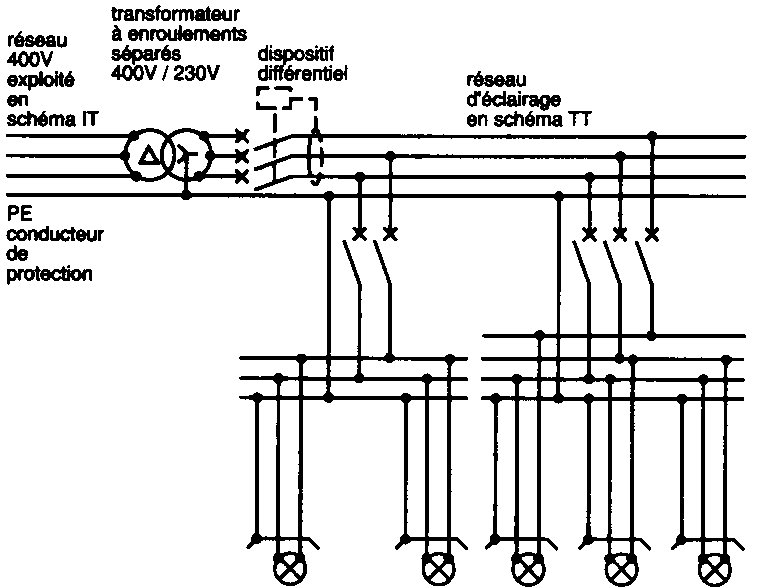 transformateur
à enroulements
séparés
400V / 230V
réseau
400V
exploité
en
schéma IT
dispositif
différentiel
réseau
d'éclairage
en schéma TT
PE
conducteur
de
protection